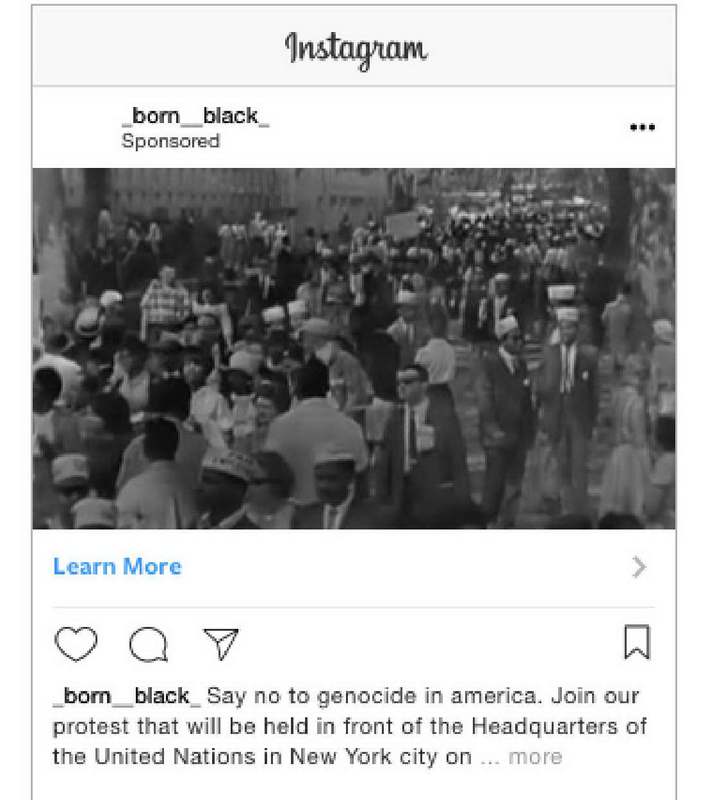 Instagram
_born__black_
Sponsored
Learn More
_born__black_ Say no to genocide in america. Join our
protest that will be held in front of the Headquarters of
the United Nations in New York city on ... more